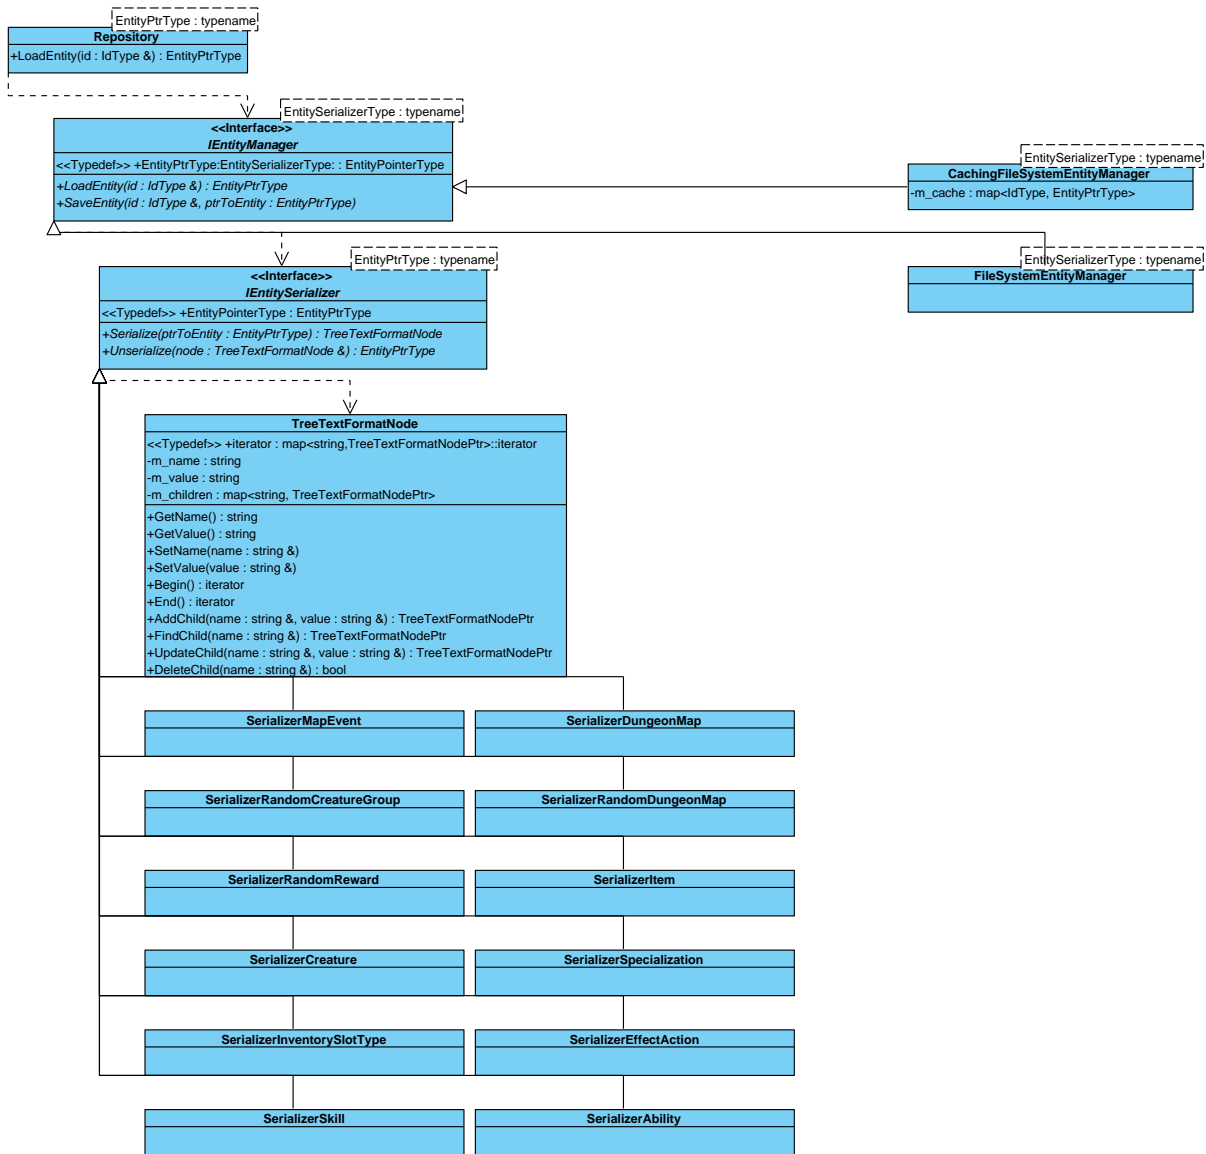 EntityPtrType : typename
Repository
+LoadEntity(id : IdType &) : EntityPtrType
EntitySerializerType : typename
<<Interface>>
IEntityManager
<<Typedef>> +EntityPtrType:EntitySerializerType: : EntityPointerType
+LoadEntity(id : IdType &) : EntityPtrType
+SaveEntity(id : IdType &, ptrToEntity : EntityPtrType)
EntitySerializerType : typename
CachingFileSystemEntityManager
-m_cache : map<IdType, EntityPtrType>
EntityPtrType : typename
<<Interface>>
IEntitySerializer
<<Typedef>> +EntityPointerType : EntityPtrType
+Serialize(ptrToEntity : EntityPtrType) : TreeTextFormatNode
+Unserialize(node : TreeTextFormatNode &) : EntityPtrType
EntitySerializerType : typename
FileSystemEntityManager
TreeTextFormatNode
<<Typedef>> +iterator : map<string,TreeTextFormatNodePtr>::iterator
-m_name : string
-m_value : string
-m_children : map<string, TreeTextFormatNodePtr>
+GetName() : string
+GetValue() : string
+SetName(name : string &)
+SetValue(value : string &)
+Begin() : iterator
+End() : iterator
+AddChild(name : string &, value : string &) : TreeTextFormatNodePtr
+FindChild(name : string &) : TreeTextFormatNodePtr
+UpdateChild(name : string &, value : string &) : TreeTextFormatNodePtr
+DeleteChild(name : string &) : bool
SerializerMapEvent
SerializerDungeonMap
SerializerRandomCreatureGroup
SerializerRandomDungeonMap
SerializerRandomReward
SerializerItem
SerializerCreature
SerializerSpecialization
SerializerInventorySlotType
SerializerEffectAction
SerializerSkill
SerializerAbility